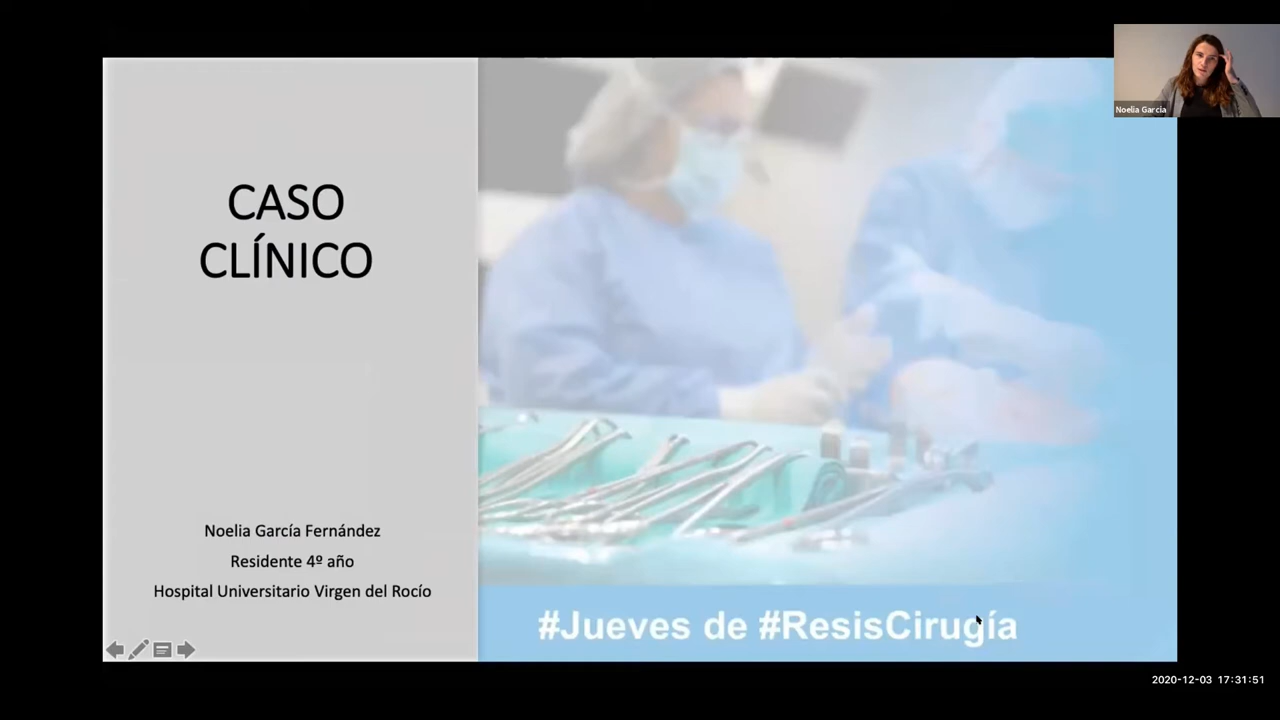 Noelia García
CASO
CLÍNICO
Noelia García Fernández
Residente 4º año
Hospital Universitario Virgen del Rocío
#Jueves de #ResisCirugía
2020-12-03 17:31:51